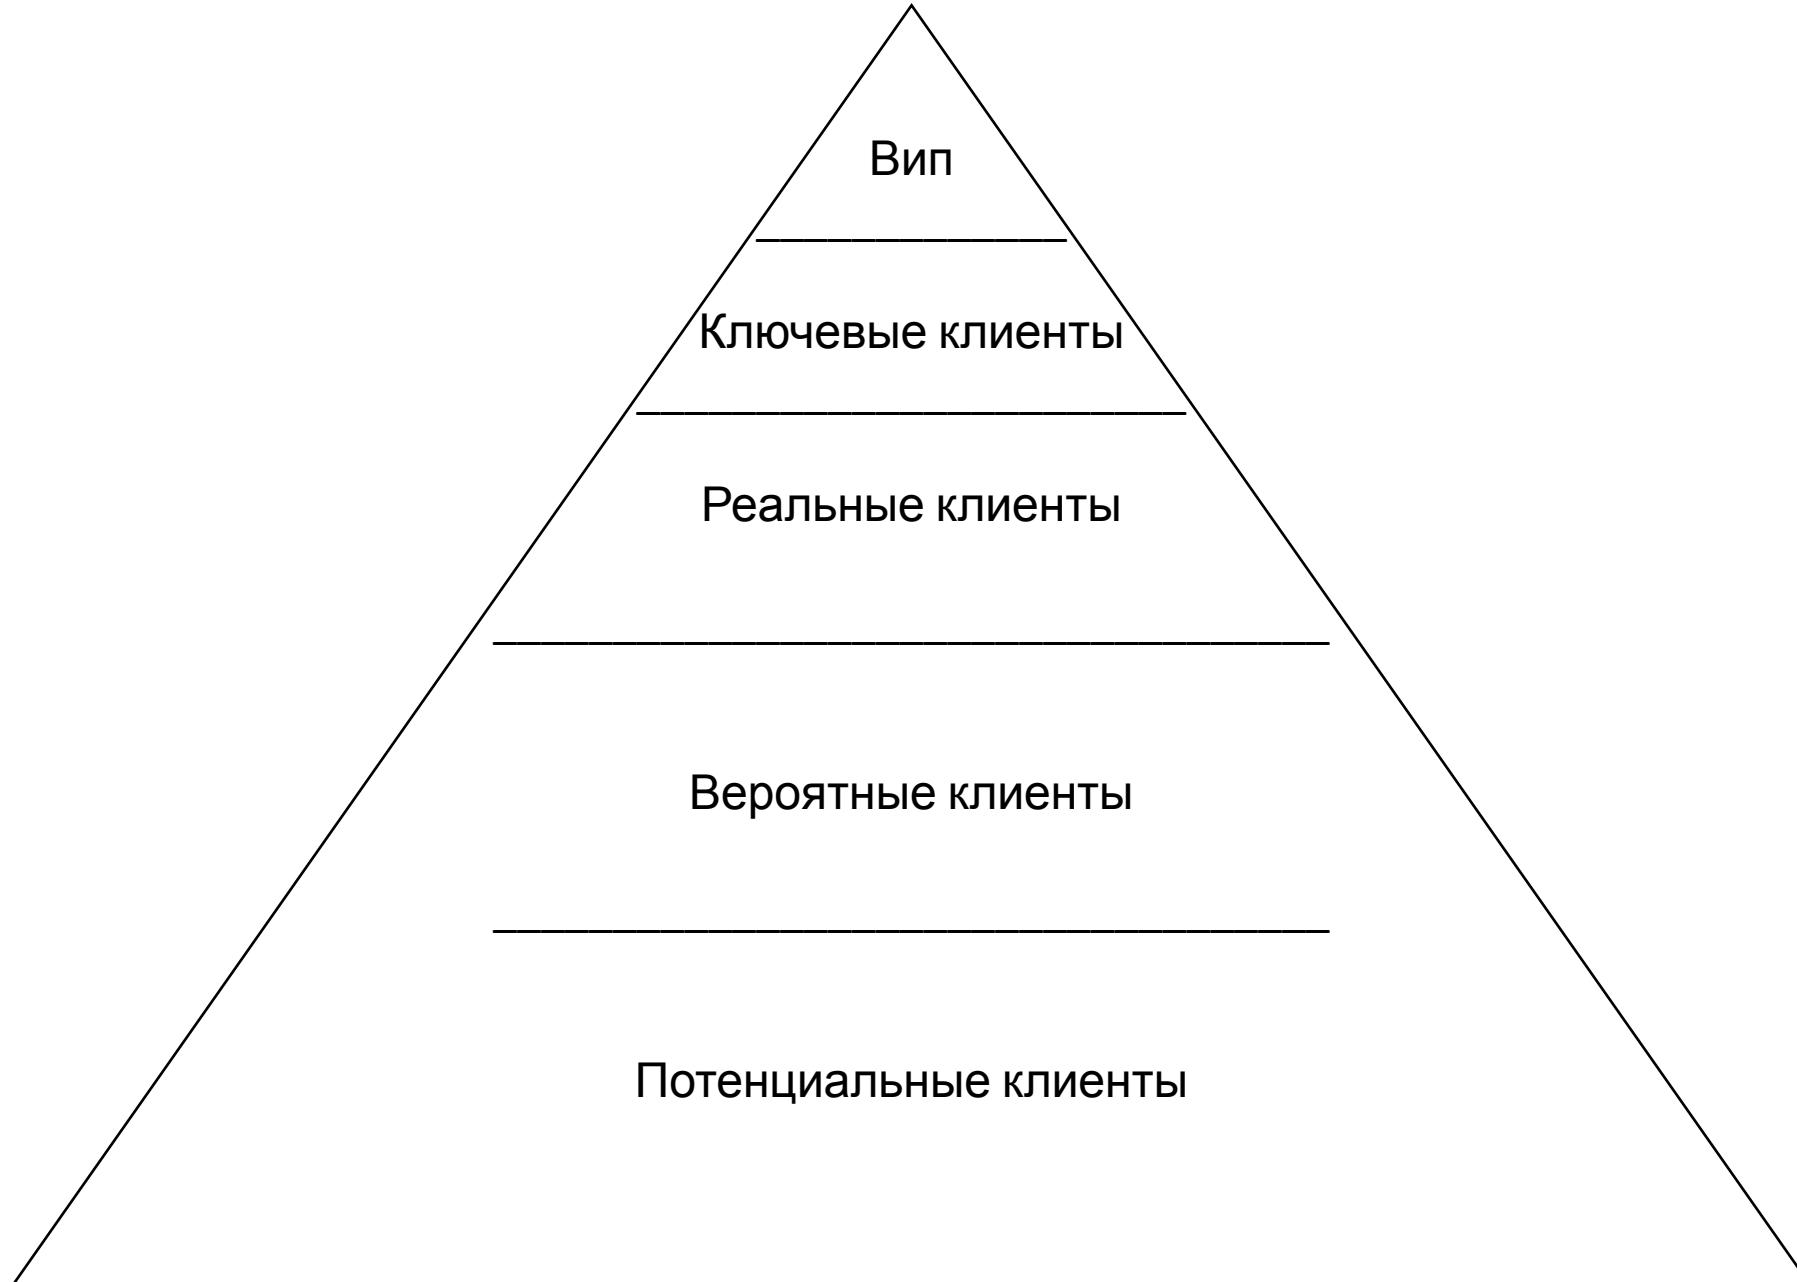 Вип
Ключевые клиенты
Реальные клиенты
Вероятные клиенты
Потенциальные клиенты